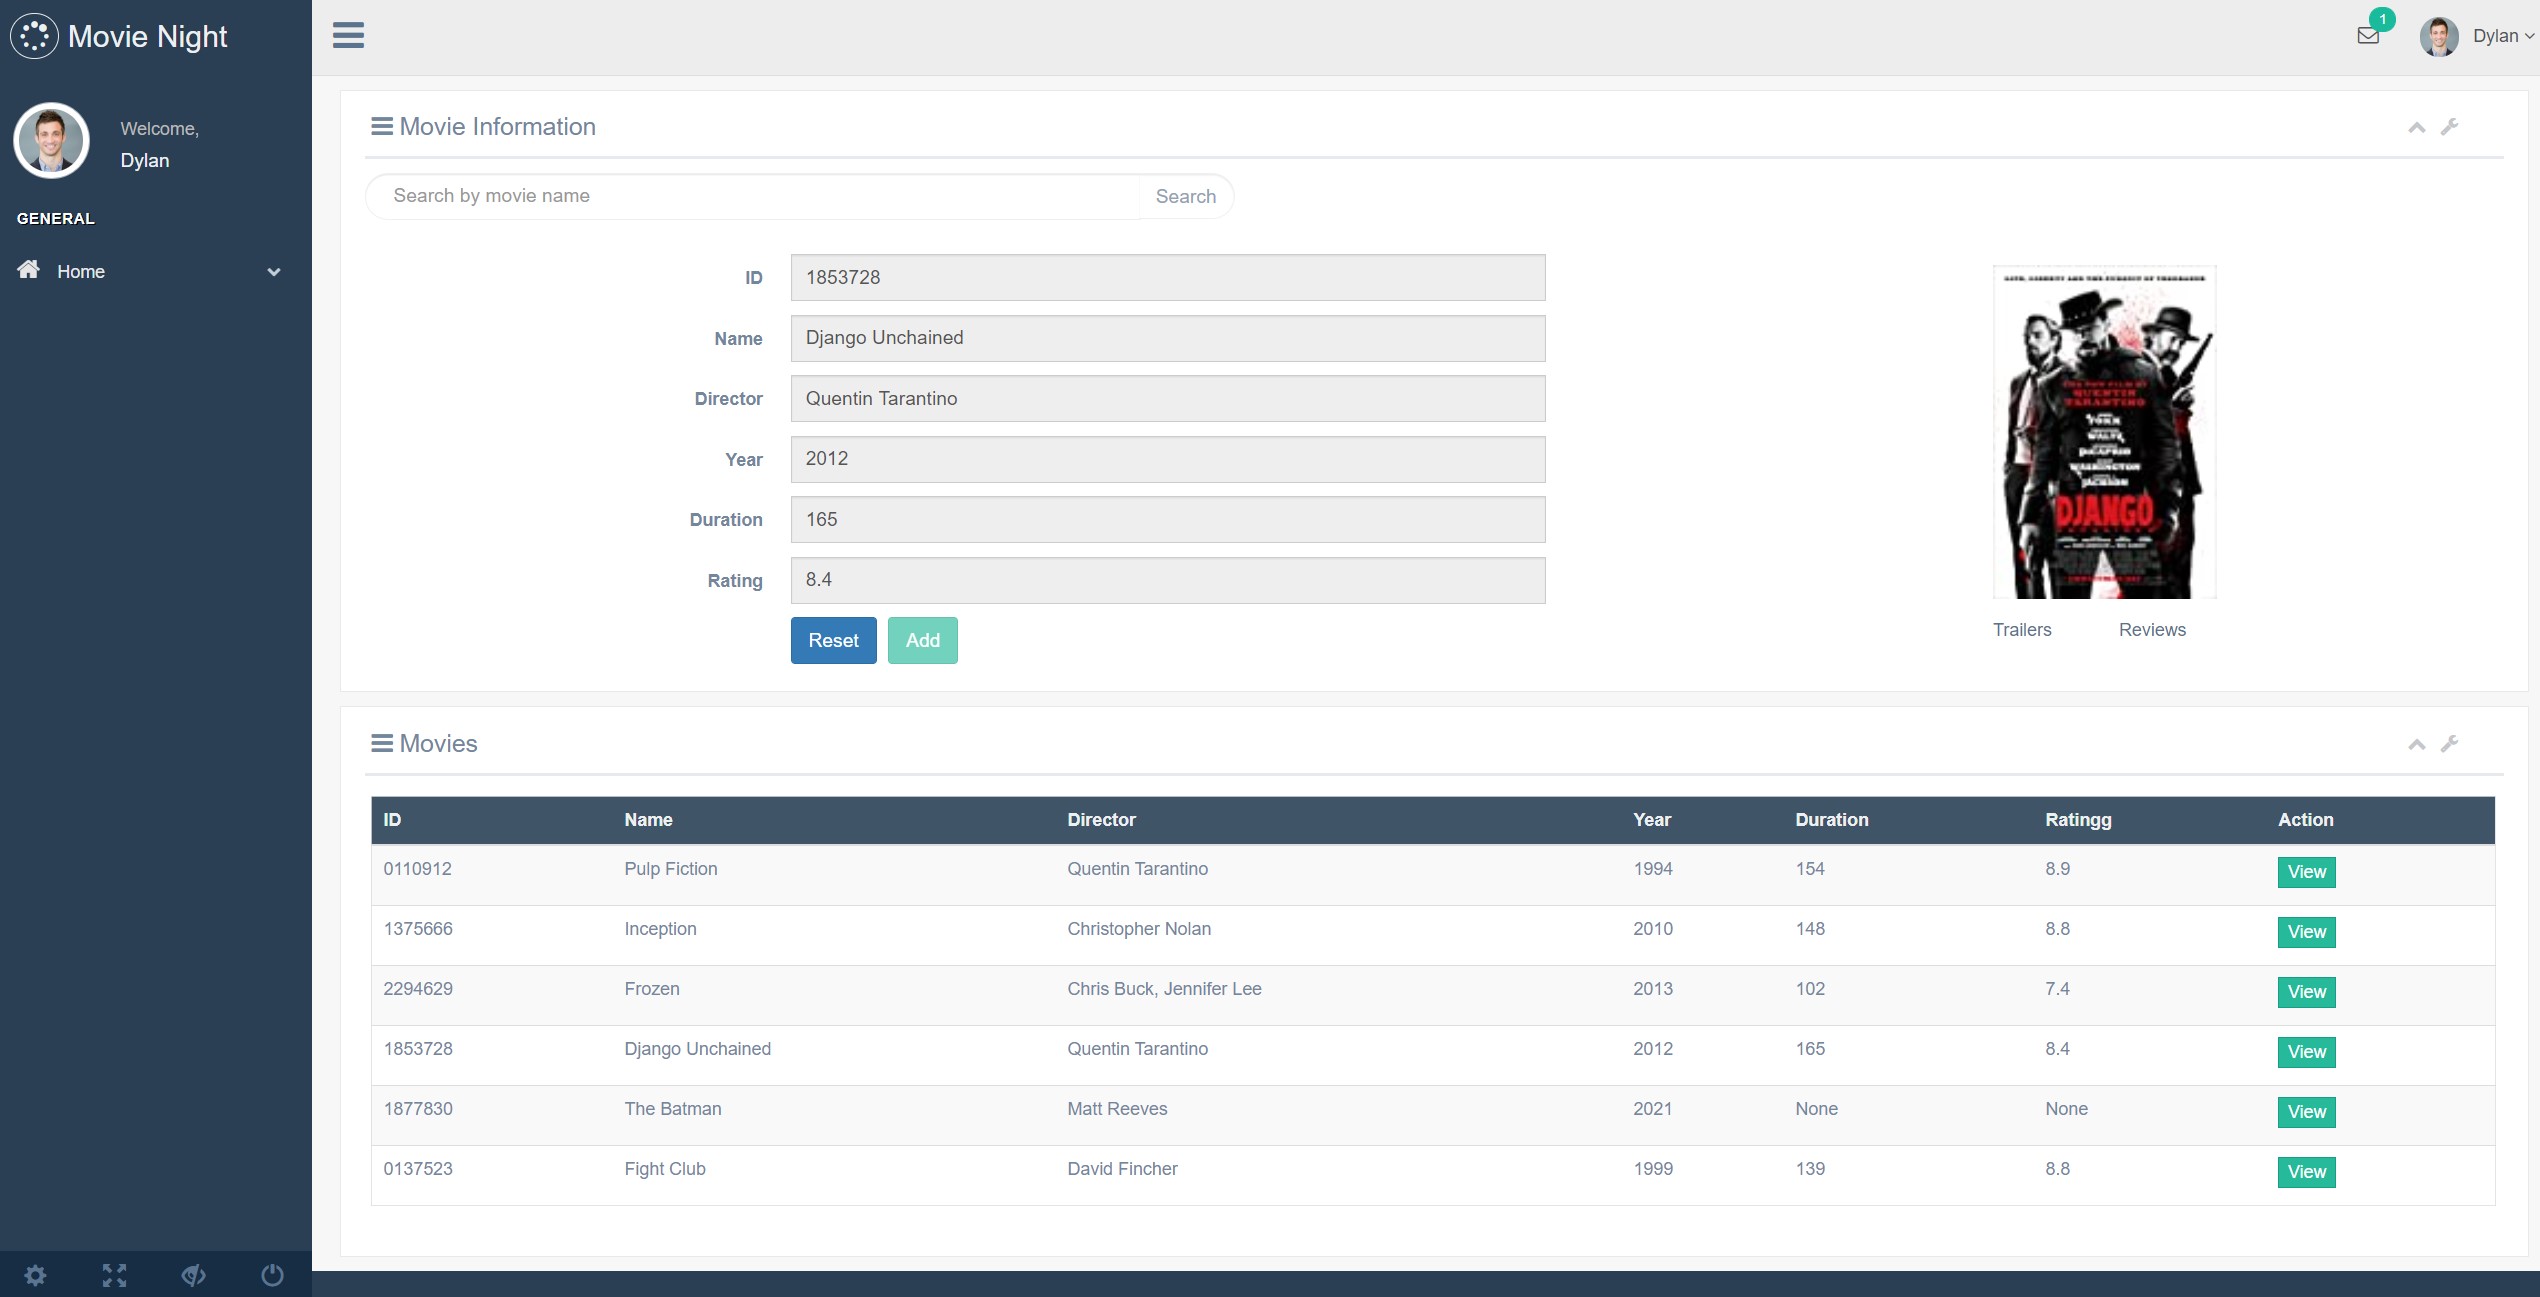 Movie Night
1
Dylan
Welcome,
Dylan
GENERAL
Home
Movie Information
Search by movie name
Search
ID 1853728
Name Django Unchained
Director Quentin Tarantino
Year 2012
Duration 165
Rating 8.4
Reset Add
QUENTIN
TARANTINO
DJANGO
Trailers Reviews
Movies
ID Name Director Year Duration Ratingg Action
0110912 Pulp Fiction Quentin Tarantino 1994 154 8.9 View
1375666 Inception Christopher Nolan 2010 148 8.8 View
2294629 Frozen Chris Buck, Jennifer Lee 2013 102 7.4 View
1853728 Django Unchained Quentin Tarantino 2012 165 8.4 View
1877830 The Batman Matt Reeves 2021 None None View
0137523 Fight Club David Fincher 1999 139 8.8 View